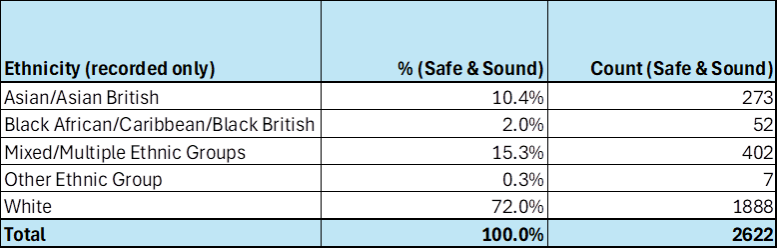 Ethnicity (recorded only) % (Safe & Sound) Count (Safe & Sound)
Asian/Asian British 10.4% 273
Black African/Caribbean/Black British 2.0% 52
Mixed/Multiple Ethnic Groups 15.3% 402
Other Ethnic Group 0.3% 7
White 72.0% 1888
Total 100.0% 2622